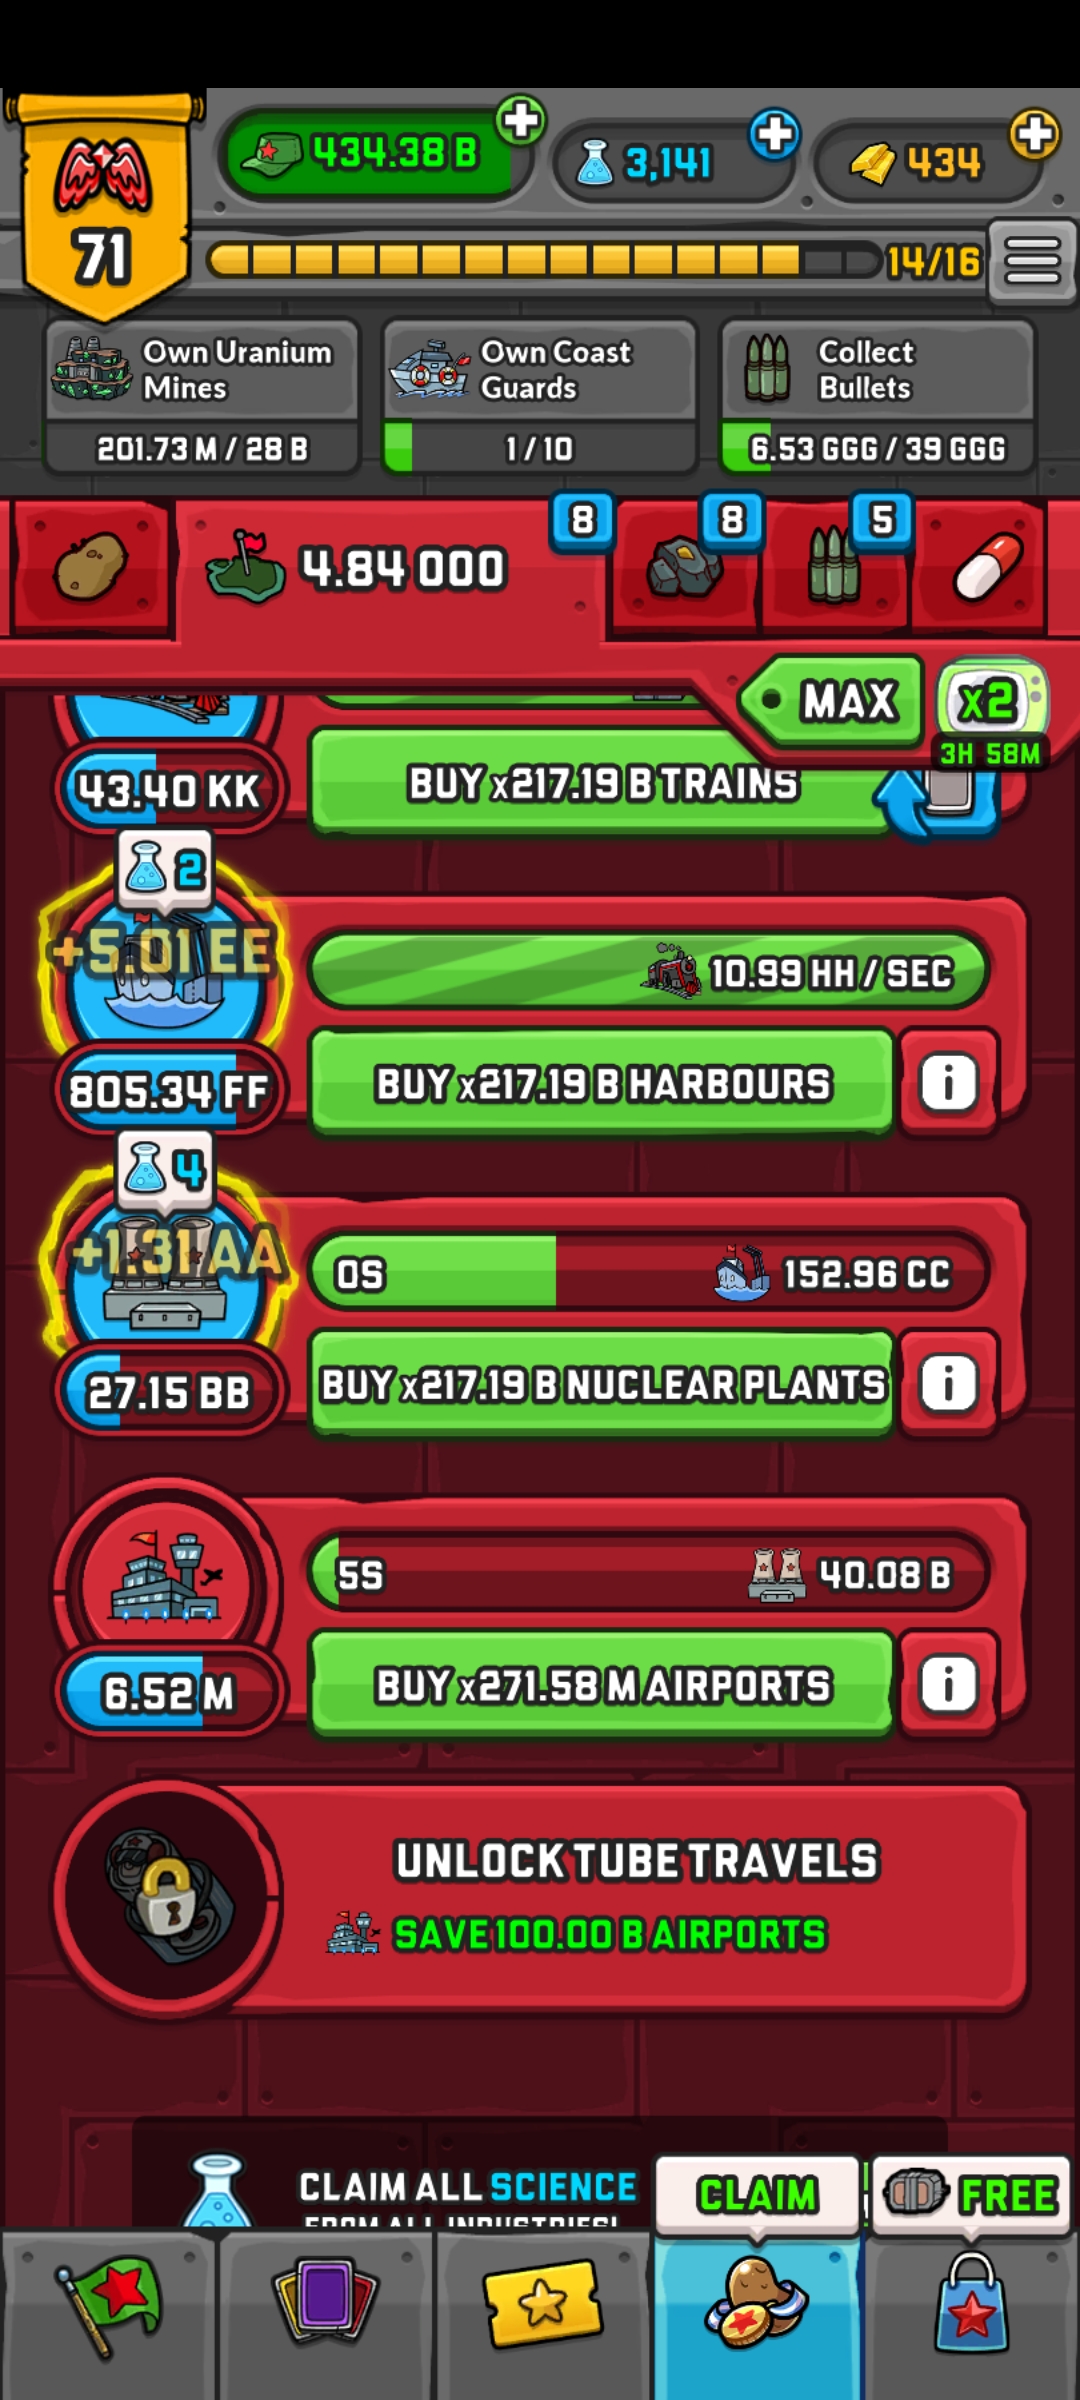 434.38 B
3,141
434
71
14/16
Own Uranium
Mines
201.73 M / 28 B
Own Coast
Guards
1 / 10
Collect
Bullets
6.53 GGG / 39 GGG
4.84 000
8
8
5
MAX
x2
3H 58M
43.40 KK
BUY x217.19 B TRAINS
2
+5.01 EE
10.99 HH / SEC
805.34 FF
BUY x217.19 B HARBOURS
4
+1.31 AA
0S
152.96 CC
27.15 BB
BUY x217.19 B NUCLEAR PLANTS
5S
40.08 B
6.52 M
BUY x271.58 M AIRPORTS
UNLOCK TUBE TRAVELS
SAVE 100.00 B AIRPORTS
CLAIM ALL SCIENCE
FROM ALL INDUSTRIES!
CLAIM
FREE